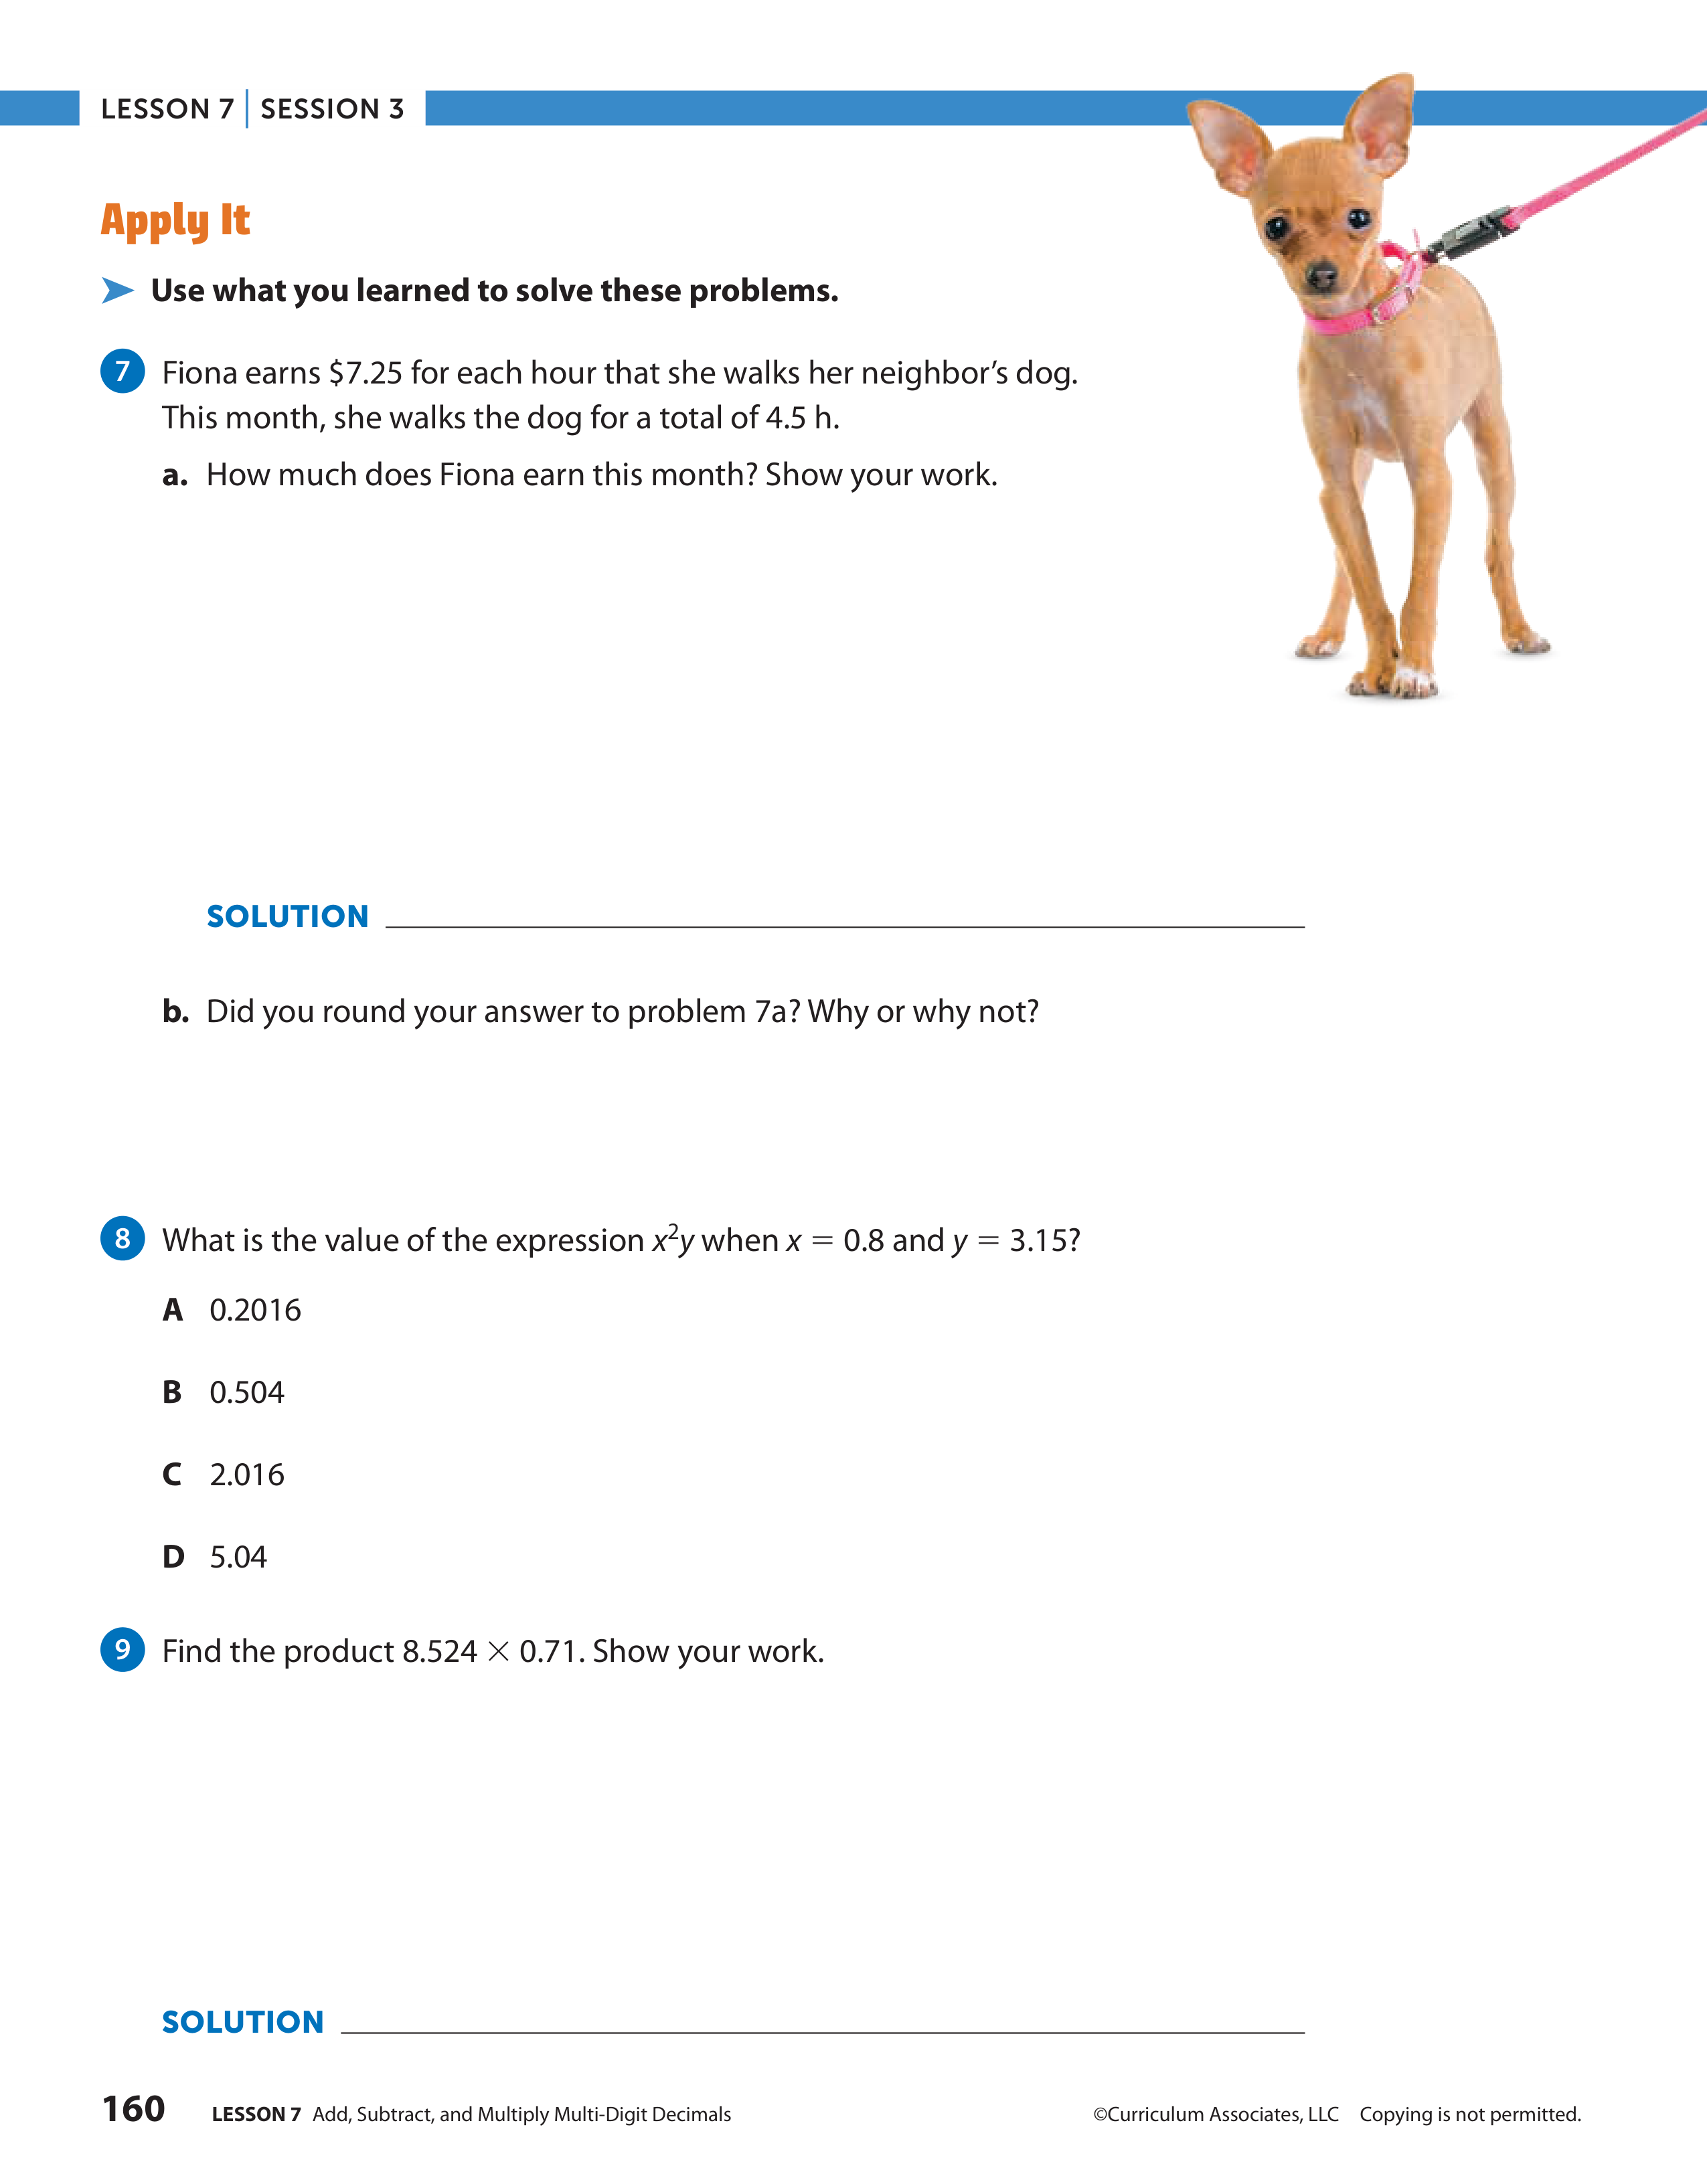 LESSON 7 | SESSION 3
Apply It
➤ Use what you learned to solve these problems.
7 Fiona earns $7.25 for each hour that she walks her neighbor’s dog.
This month, she walks the dog for a total of 4.5 h.
a. How much does Fiona earn this month? Show your work.
SOLUTION
b. Did you round your answer to problem 7a? Why or why not?
8 What is the value of the expression x²y when x = 0.8 and y = 3.15?
A 0.2016
B 0.504
C 2.016
D 5.04
9 Find the product 8.524 × 0.71. Show your work.
SOLUTION
160 LESSON 7 Add, Subtract, and Multiply Multi-Digit Decimals ©Curriculum Associates, LLC Copying is not permitted.